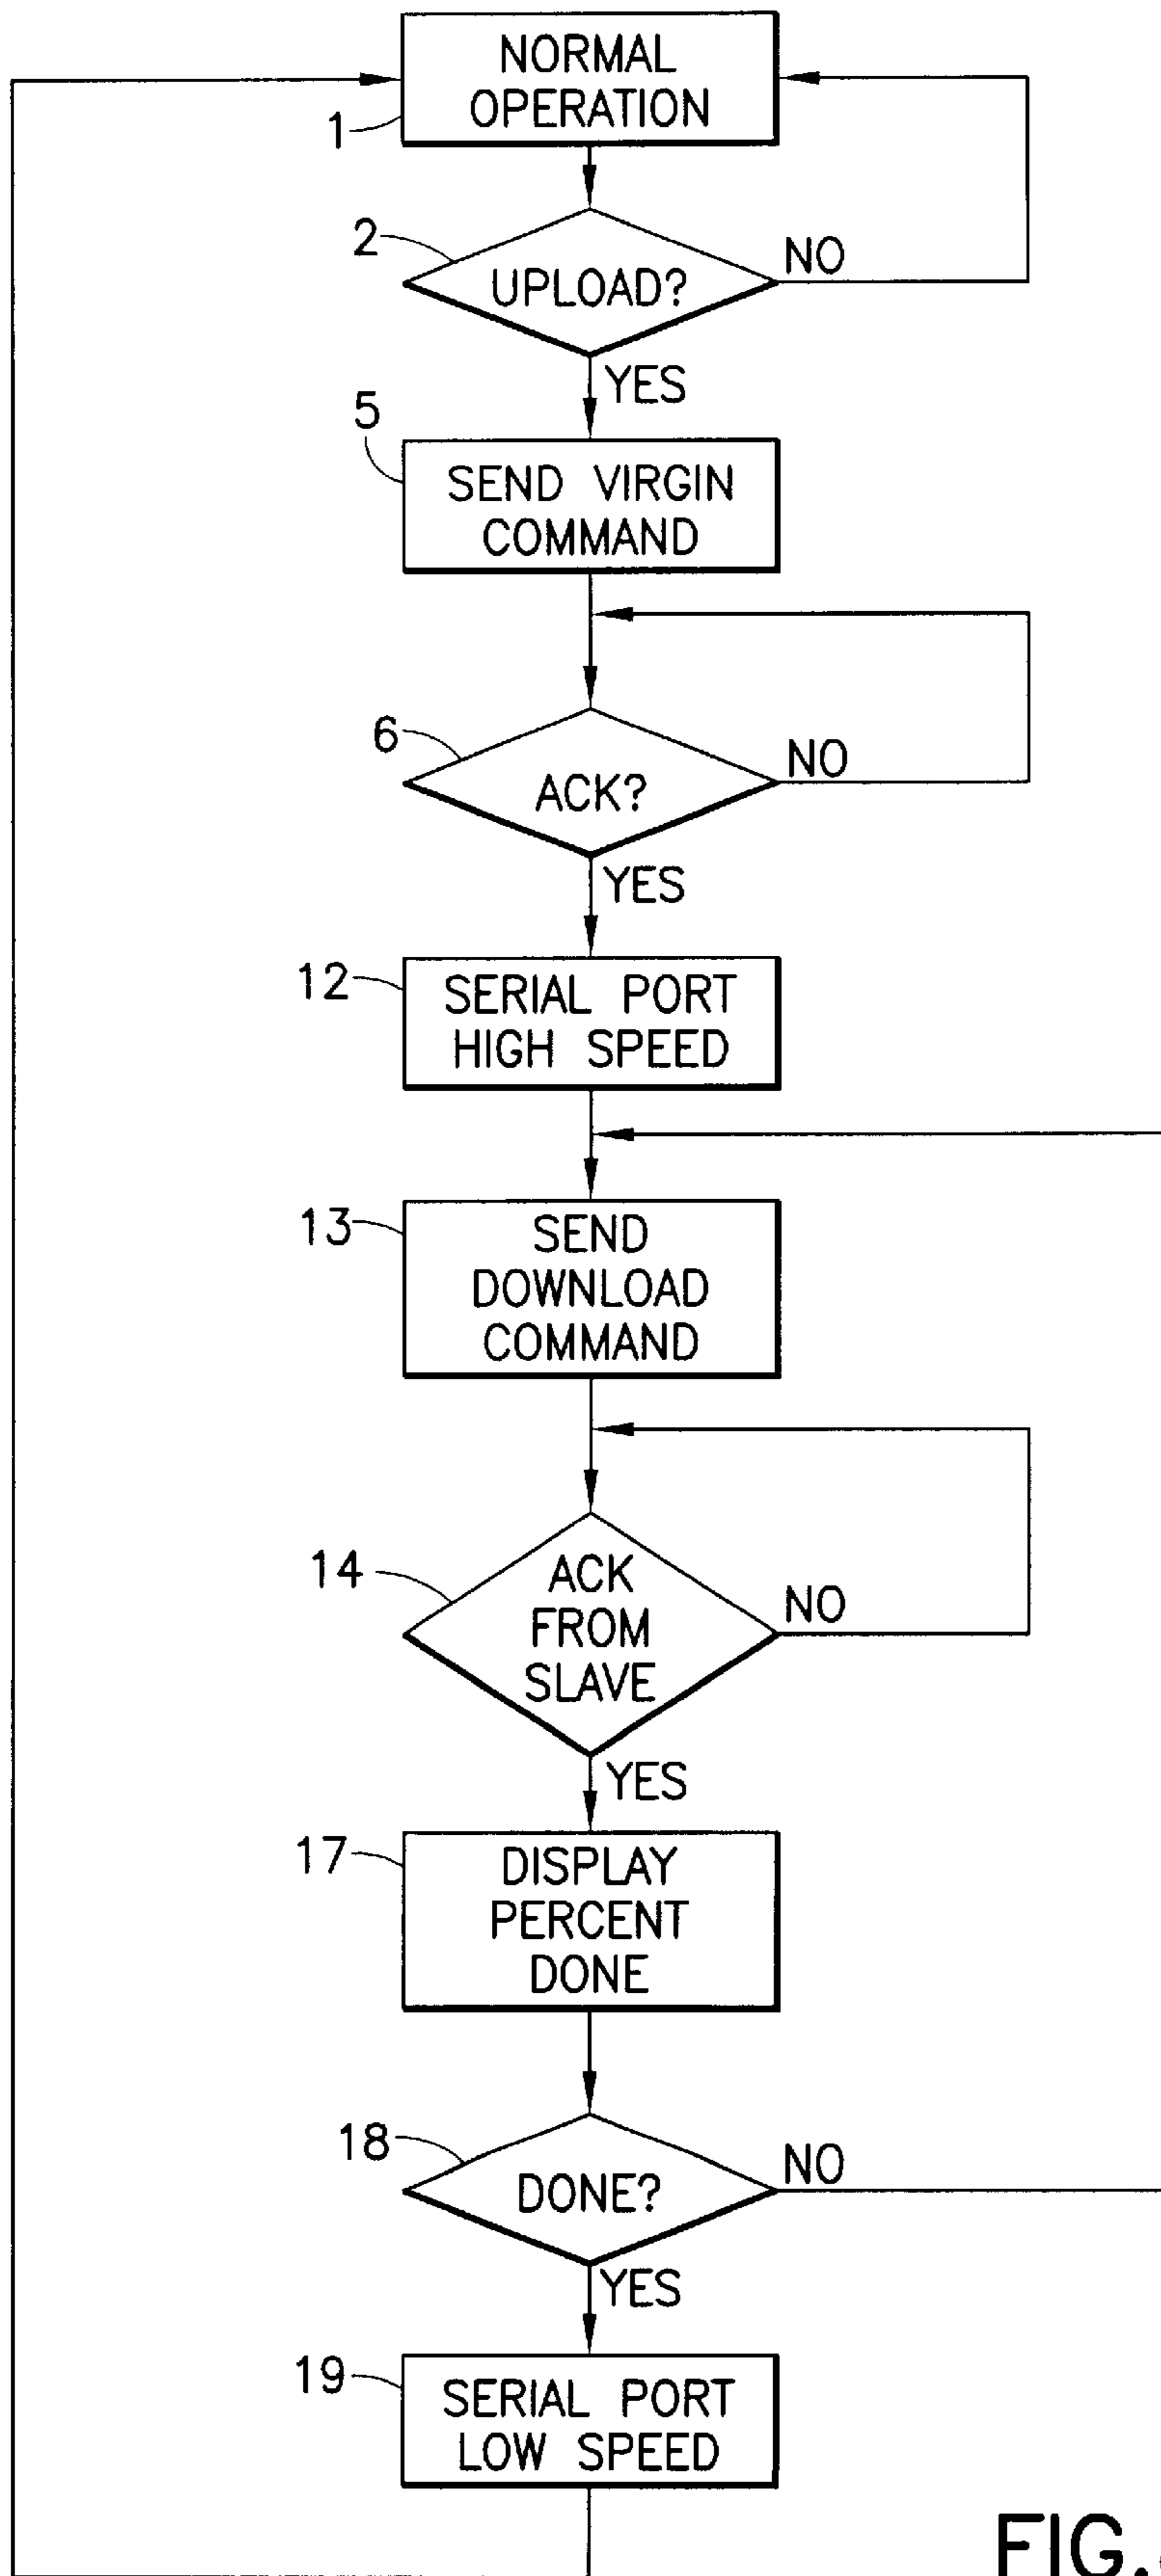 NORMAL
OPERATION
1
2
UPLOAD?
NO
YES
5
SEND VIRGIN
COMMAND
6
ACK?
NO
YES
12
SERIAL PORT
HIGH SPEED
13
SEND
DOWNLOAD
COMMAND
14
ACK
FROM
SLAVE
NO
YES
17
DISPLAY
PERCENT
DONE
18
DONE?
NO
YES
19
SERIAL PORT
LOW SPEED
FIG.